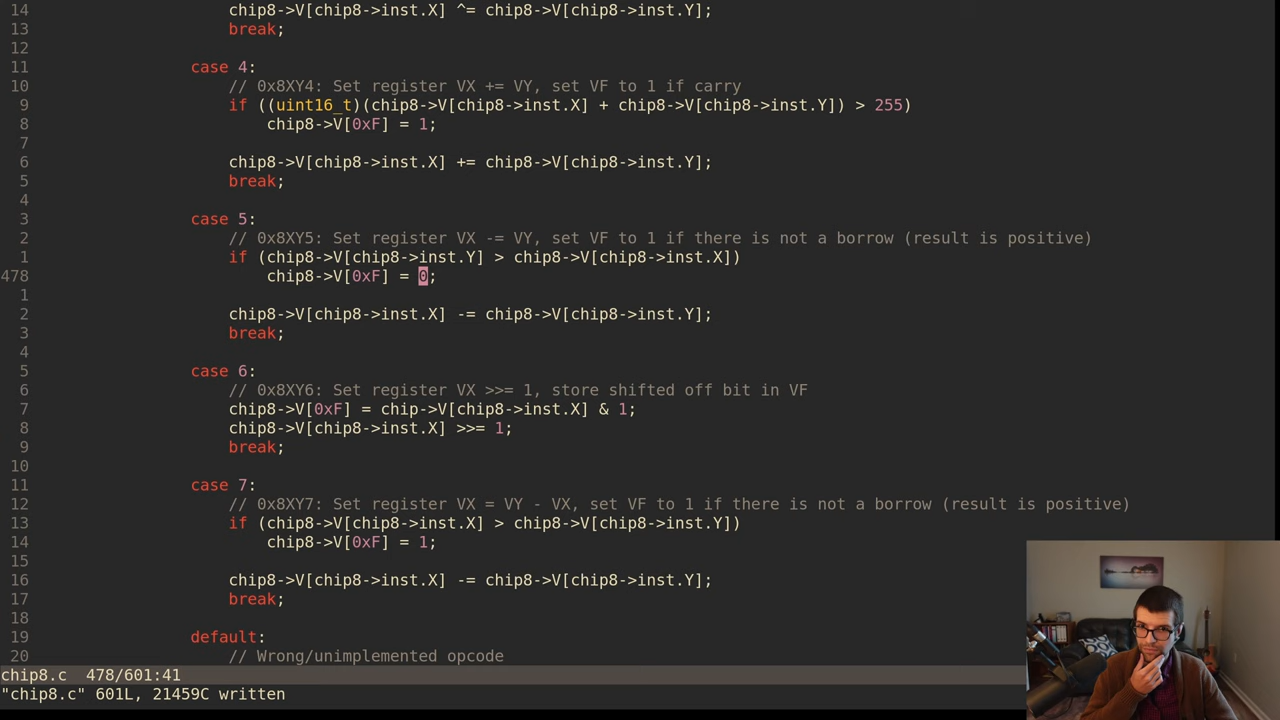 14                     chip8->V[chip8->inst.X] ^= chip8->V[chip8->inst.Y];
13                     break;
12
11                 case 4:
10                     // 0x8XY4: Set register VX += VY, set VF to 1 if carry
9                     if ((uint16_t)(chip8->V[chip8->inst.X] + chip8->V[chip8->inst.Y]) > 255)
8                         chip8->V[0xF] = 1;
7
6                     chip8->V[chip8->inst.X] += chip8->V[chip8->inst.Y];
5                     break;
4
3                 case 5:
2                     // 0x8XY5: Set register VX -= VY, set VF to 1 if there is not a borrow (result is positive)
1                     if (chip8->V[chip8->inst.Y] > chip8->V[chip8->inst.X])
478                         chip8->V[0xF] = 0;
1
2                     chip8->V[chip8->inst.X] -= chip8->V[chip8->inst.Y];
3                     break;
4
5                 case 6:
6                     // 0x8XY6: Set register VX >>= 1, store shifted off bit in VF
7                     chip8->V[0xF] = chip->V[chip8->inst.X] & 1;
8                     chip8->V[chip8->inst.X] >>= 1;
9                     break;
10
11                 case 7:
12                     // 0x8XY7: Set register VX = VY - VX, set VF to 1 if there is not a borrow (result is positive)
13                     if (chip8->V[chip8->inst.X] > chip8->V[chip8->inst.Y])
14                         chip8->V[0xF] = 1;
15
16                     chip8->V[chip8->inst.X] -= chip8->V[chip8->inst.Y];
17                     break;
18
19                 default:
20                     // Wrong/unimplemented opcode
chip8.c  478/601:41
"chip8.c" 601L, 21459C written